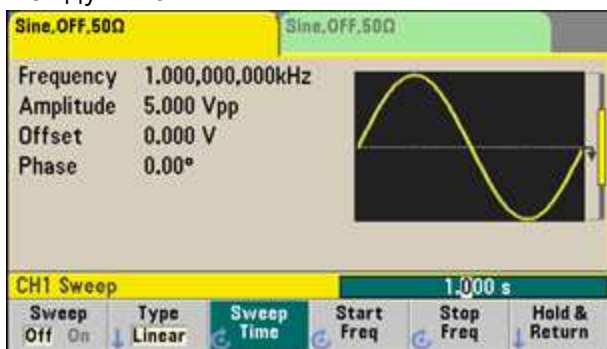 Sine,OFF,50Ω
Sine,OFF,50Ω
Frequency 1.000,000,000kHz
Amplitude 5.000 Vpp
Offset 0.000 V
Phase 0.00°
CH1 Sweep 1.000 s
Sweep Off On
Type Linear
Sweep Time
Start Freq
Stop Freq
Hold & Return